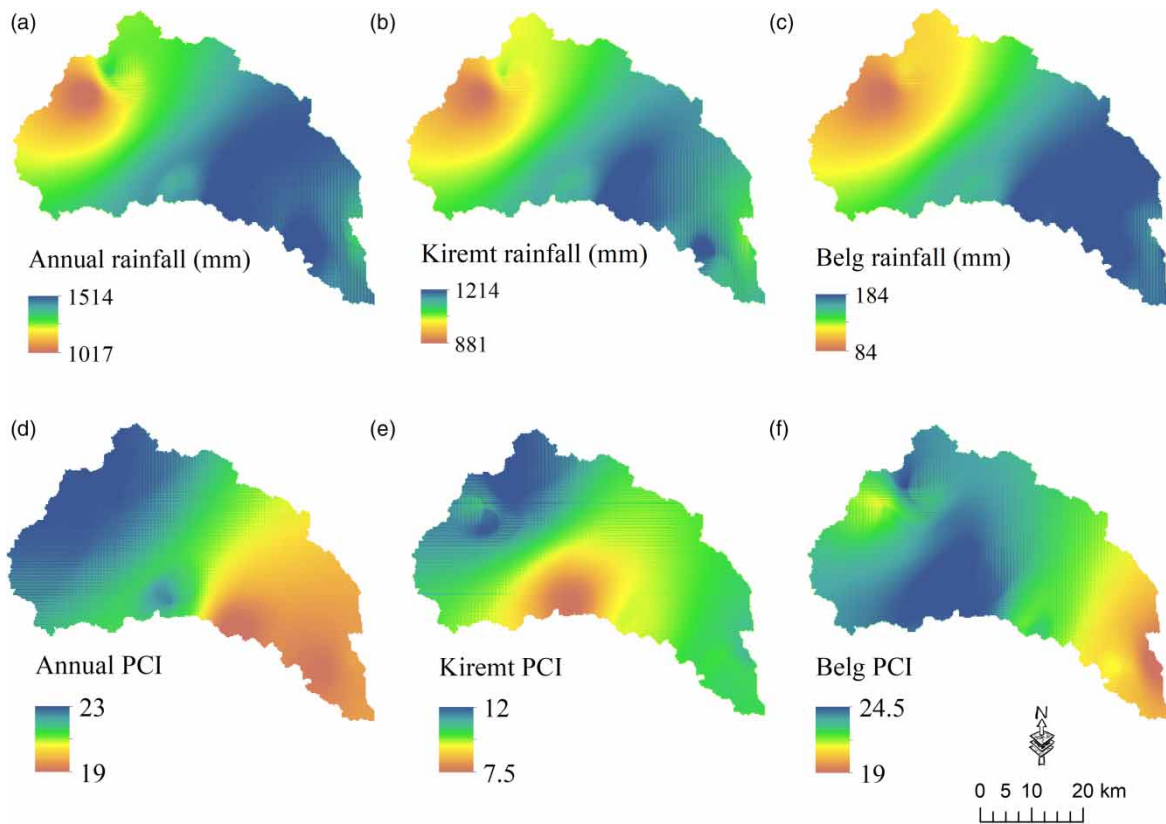 (a)
(b)
(c)
Annual rainfall (mm)
1514
1017
Kiremt rainfall (mm)
1214
881
Belg rainfall (mm)
184
84
(d)
(e)
(f)
Annual PCI
23
19
Kiremt PCI
12
7.5
Belg PCI
24.5
19
N
0 5 10 20 km